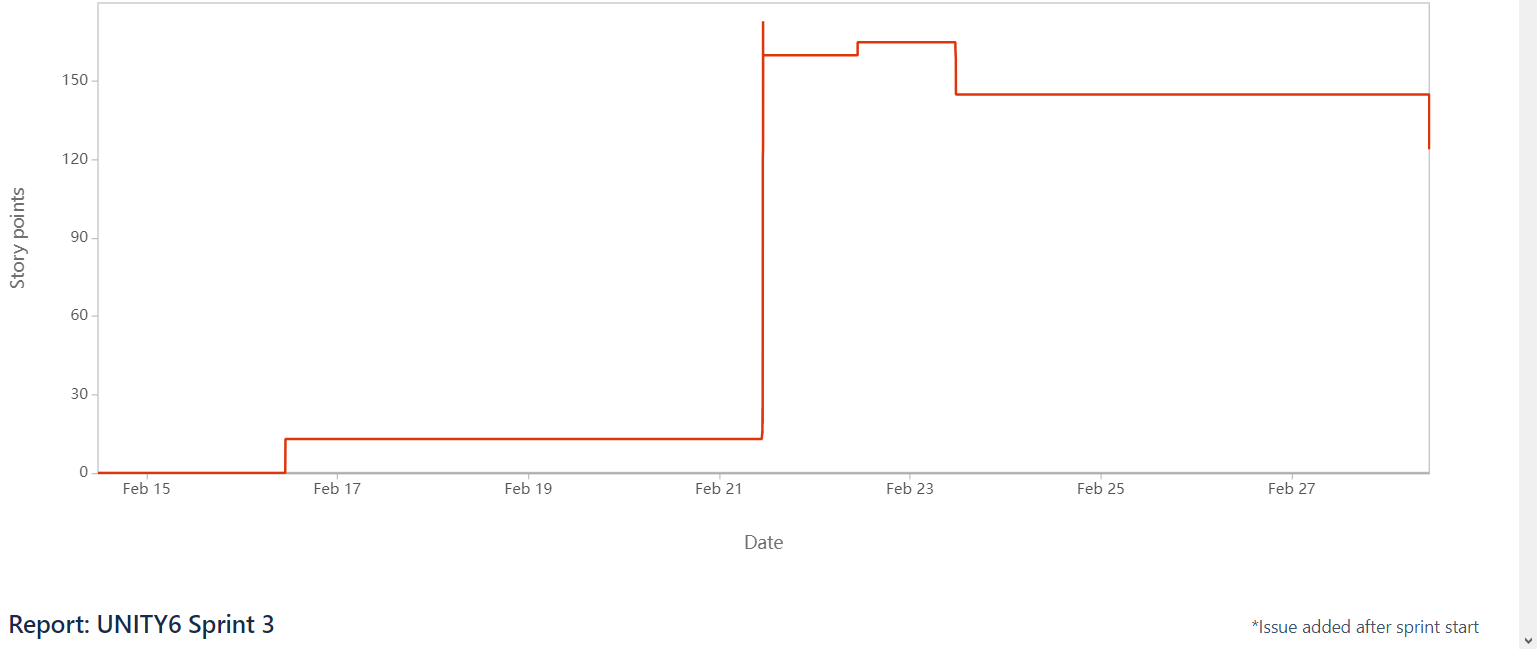 150
120
90
60
30
0
Story points
Feb 15
Feb 17
Feb 19
Feb 21
Feb 23
Feb 25
Feb 27
Date
Report: UNITY6 Sprint 3
*Issue added after sprint start